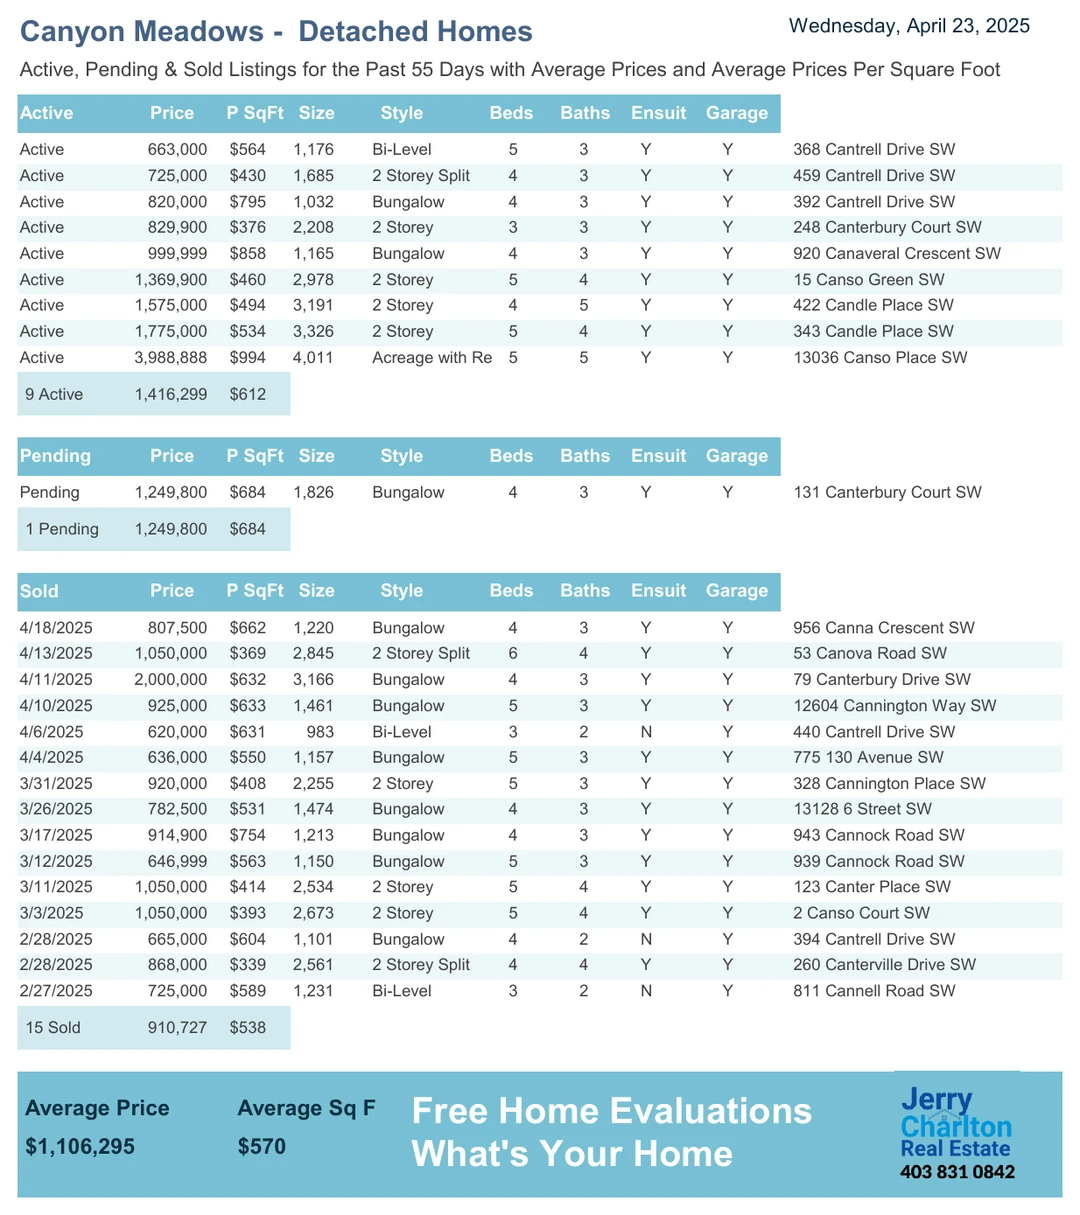 Canyon Meadows -  Detached Homes
Wednesday, April 23, 2025
Active, Pending & Sold Listings for the Past 55 Days with Average Prices and Average Prices Per Square Foot
Active Price P SqFt Size Style Beds Baths Ensuit Garage
Active 663,000 $564 1,176 Bi-Level 5 3 Y Y 368 Cantrell Drive SW
Active 725,000 $430 1,685 2 Storey Split 4 3 Y Y 459 Cantrell Drive SW
Active 820,000 $795 1,032 Bungalow 4 3 Y Y 392 Cantrell Drive SW
Active 829,900 $376 2,208 2 Storey 3 3 Y Y 248 Canterbury Court SW
Active 999,999 $858 1,165 Bungalow 4 3 Y Y 920 Canaveral Crescent SW
Active 1,369,900 $460 2,978 2 Storey 5 4 Y Y 15 Canso Green SW
Active 1,575,000 $494 3,191 2 Storey 4 5 Y Y 422 Candle Place SW
Active 1,775,000 $534 3,326 2 Storey 5 4 Y Y 343 Candle Place SW
Active 3,988,888 $994 4,011 Acreage with Re 5 5 Y Y 13036 Canso Place SW
9 Active 1,416,299 $612
Pending Price P SqFt Size Style Beds Baths Ensuit Garage
Pending 1,249,800 $684 1,826 Bungalow 4 3 Y Y 131 Canterbury Court SW
1 Pending 1,249,800 $684
Sold Price P SqFt Size Style Beds Baths Ensuit Garage
4/18/2025 807,500 $662 1,220 Bungalow 4 3 Y Y 956 Canna Crescent SW
4/13/2025 1,050,000 $369 2,845 2 Storey Split 6 4 Y Y 53 Canova Road SW
4/11/2025 2,000,000 $632 3,166 Bungalow 4 3 Y Y 79 Canterbury Drive SW
4/10/2025 925,000 $633 1,461 Bungalow 5 3 Y Y 12604 Cannington Way SW
4/6/2025 620,000 $631 983 Bi-Level 3 2 N Y 440 Cantrell Drive SW
4/4/2025 636,000 $550 1,157 Bungalow 5 3 Y Y 775 130 Avenue SW
3/31/2025 920,000 $408 2,255 2 Storey 5 3 Y Y 328 Cannington Place SW
3/26/2025 782,500 $531 1,474 Bungalow 4 3 Y Y 13128 6 Street SW
3/17/2025 914,900 $754 1,213 Bungalow 4 3 Y Y 943 Cannock Road SW
3/12/2025 646,999 $563 1,150 Bungalow 5 3 Y Y 939 Cannock Road SW
3/11/2025 1,050,000 $414 2,534 2 Storey 5 4 Y Y 123 Canter Place SW
3/3/2025 1,050,000 $393 2,673 2 Storey 5 4 Y Y 2 Canso Court SW
2/28/2025 665,000 $604 1,101 Bungalow 4 2 N Y 394 Cantrell Drive SW
2/28/2025 868,000 $339 2,561 2 Storey Split 4 4 Y Y 260 Canterville Drive SW
2/27/2025 725,000 $589 1,231 Bi-Level 3 2 N Y 811 Cannell Road SW
15 Sold 910,727 $538
Average Price Average Sq F
$1,106,295 $570
Free Home Evaluations
What's Your Home
Jerry
Charlton
Real Estate
403 831 0842